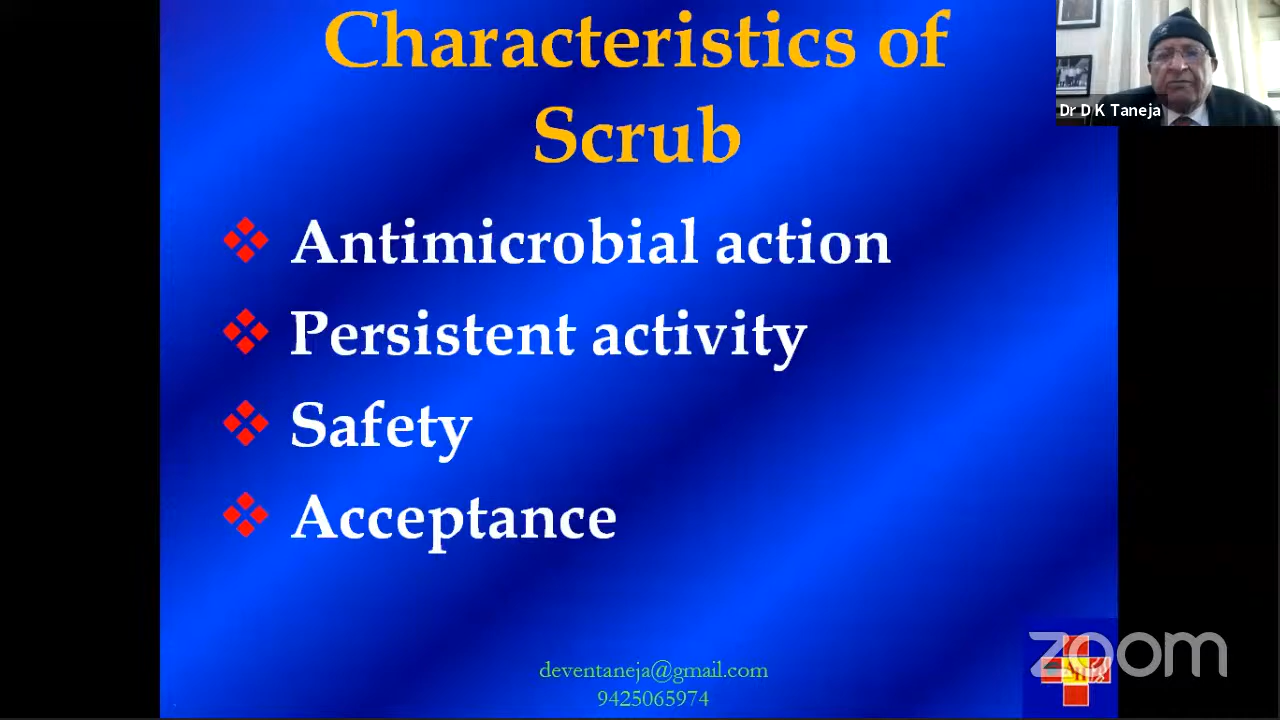 Characteristics of
Scrub
Dr D K Taneja
Antimicrobial action
Persistent activity
Safety
Acceptance
deventaneja@gmail.com
9425065974
zoom